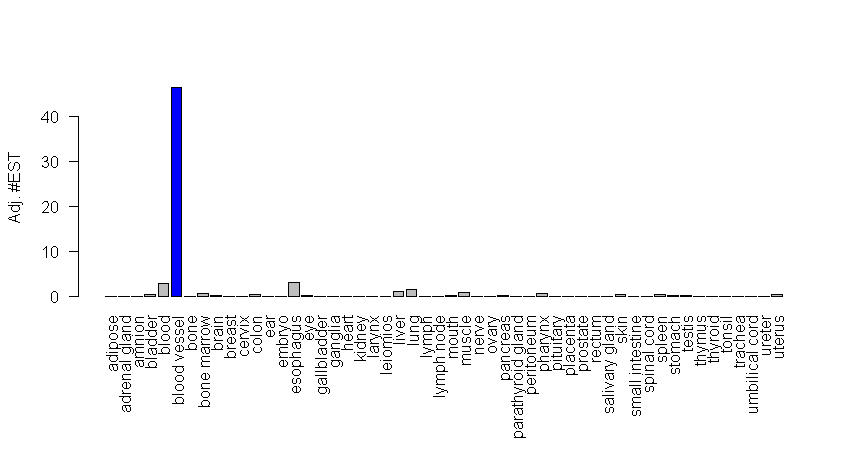 Adj. #EST
40
30
20
10
0
adipose
adrenal gland
amnion
bladder
blood
blood vessel
bone
bone marrow
brain
breast
cervix
colon
ear
embryo
esophagus
eye
gallbladder
ganglia
heart
kidney
larynx
leiomios
liver
lung
lymph
lymph node
mouth
muscle
nerve
ovary
pancreas
parathyroid gland
peritoneum
pharynx
pituitary
placenta
prostate
rectum
salivary gland
skin
small intestine
spinal cord
spleen
stomach
testis
thymus
thyroid
tonsil
trachea
umbilical cord
ureter
uterus